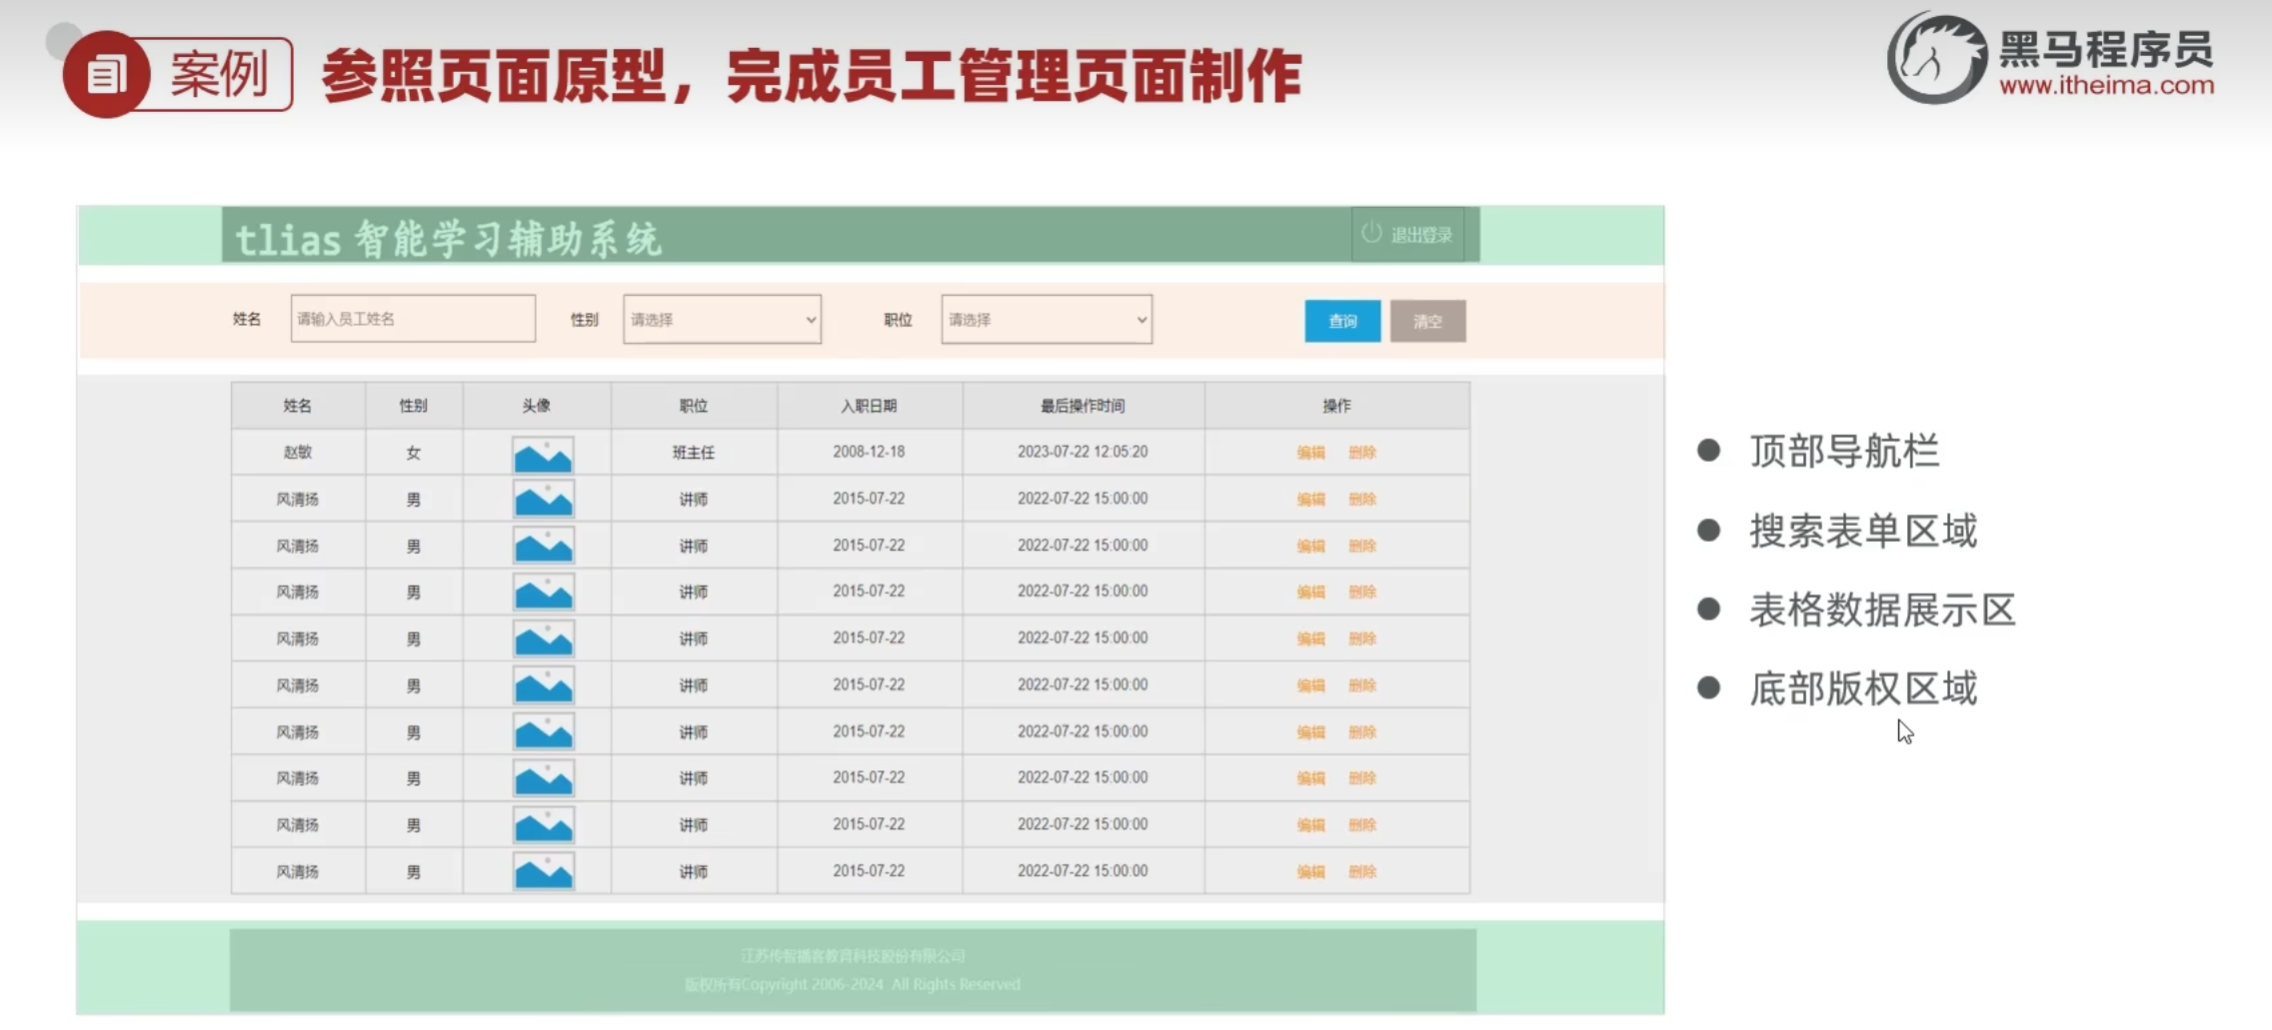 案例
参照页面原型，完成员工管理页面制作
黑马程序员
www.itheima.com
tlias 智能学习辅助系统
退出登录
姓名 请输入员工姓名 性别 请选择 职位 请选择 查询 清空
姓名 性别 头像 职位 入职日期 最后操作时间 操作
赵敏 女 班主任 2008-12-18 2023-07-22 12:05:20 编辑 删除
风清扬 男 讲师 2015-07-22 2022-07-22 15:00:00 编辑 删除
风清扬 男 讲师 2015-07-22 2022-07-22 15:00:00 编辑 删除
风清扬 男 讲师 2015-07-22 2022-07-22 15:00:00 编辑 删除
风清扬 男 讲师 2015-07-22 2022-07-22 15:00:00 编辑 删除
风清扬 男 讲师 2015-07-22 2022-07-22 15:00:00 编辑 删除
风清扬 男 讲师 2015-07-22 2022-07-22 15:00:00 编辑 删除
风清扬 男 讲师 2015-07-22 2022-07-22 15:00:00 编辑 删除
风清扬 男 讲师 2015-07-22 2022-07-22 15:00:00 编辑 删除
风清扬 男 讲师 2015-07-22 2022-07-22 15:00:00 编辑 删除
江苏传智播客教育科技股份有限公司
版权所有Copyright 2006-2024 All Rights Reserved
顶部导航栏
搜索表单区域
表格数据展示区
底部版权区域